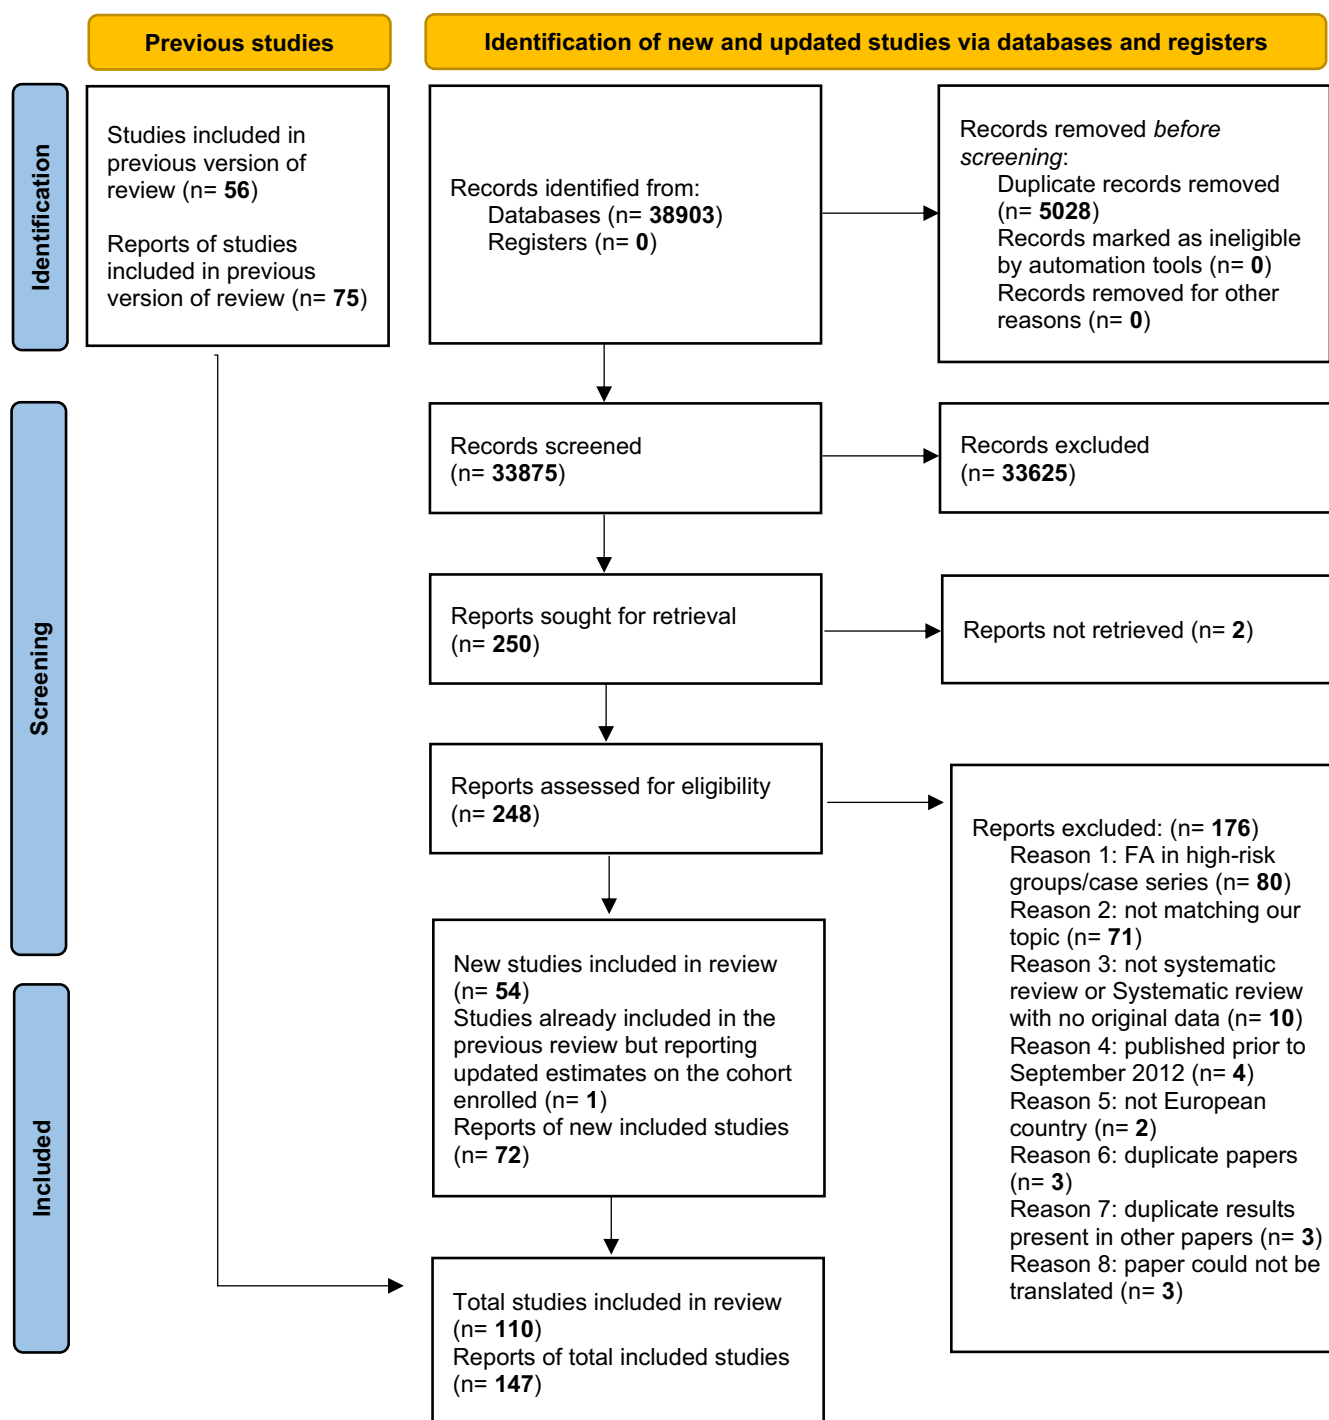 Previous studies
Identification of new and updated studies via databases and registers
Identification
Studies included in
previous version of
review (n= 56)
Reports of studies
included in previous
version of review (n= 75)
Records identified from:
Databases (n= 38903)
Registers (n= 0)
Records removed before
screening:
Duplicate records removed
(n= 5028)
Records marked as ineligible
by automation tools (n= 0)
Records removed for other
reasons (n= 0)
Screening
Records screened
(n= 33875)
Records excluded
(n= 33625)
Reports sought for retrieval
(n= 250)
Reports not retrieved (n= 2)
Reports assessed for eligibility
(n= 248)
Reports excluded: (n= 176)
Reason 1: FA in high-risk
groups/case series (n= 80)
Reason 2: not matching our
topic (n= 71)
Reason 3: not systematic
review or Systematic review
with no original data (n= 10)
Reason 4: published prior to
September 2012 (n= 4)
Reason 5: not European
country (n= 2)
Reason 6: duplicate papers
(n= 3)
Reason 7: duplicate results
present in other papers (n= 3)
Reason 8: paper could not be
translated (n= 3)
Included
New studies included in review
(n= 54)
Studies already included in the
previous review but reporting
updated estimates on the cohort
enrolled (n= 1)
Reports of new included studies
(n= 72)
Total studies included in review
(n= 110)
Reports of total included studies
(n= 147)